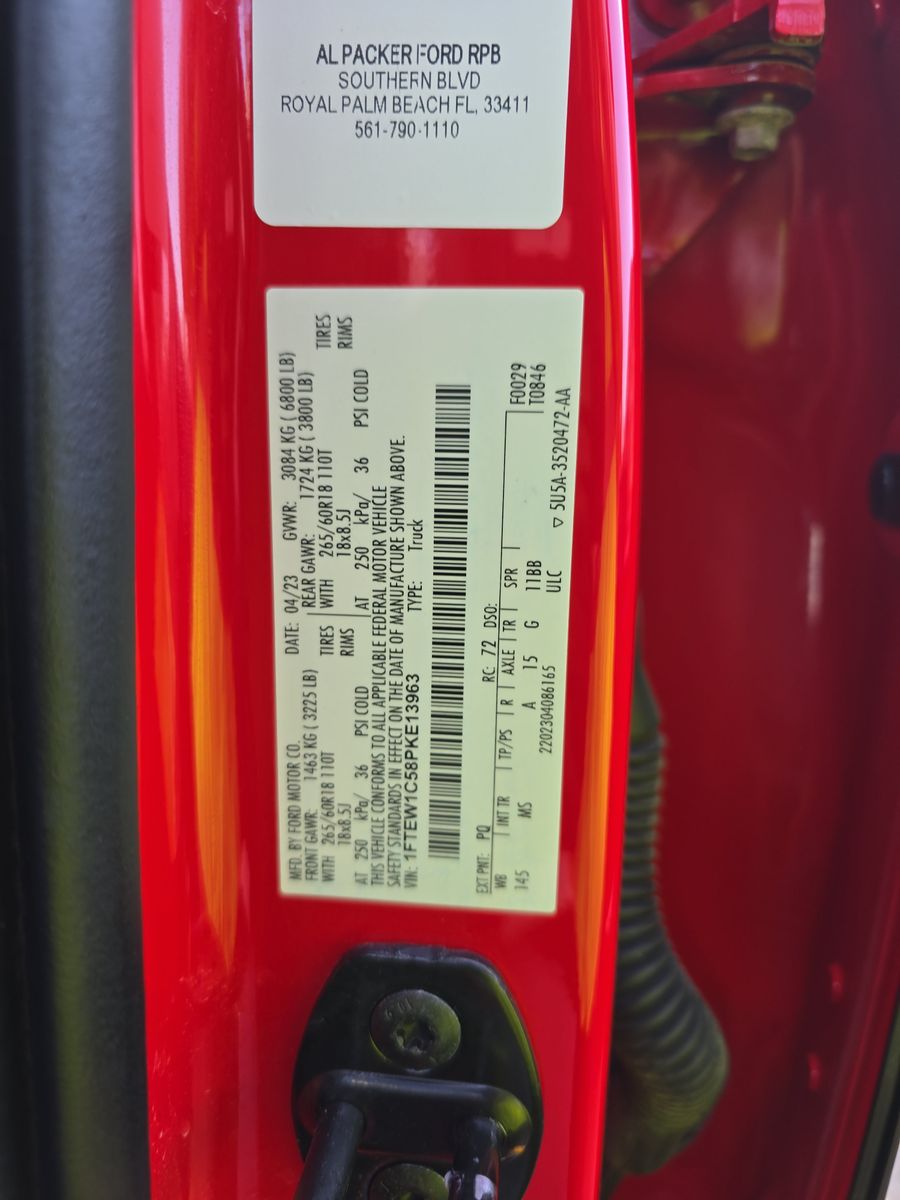 AL PACKER FORD RPB
SOUTHERN BLVD
ROYAL PALM BEACH FL, 33411
561-790-1110
MFD. BY FORD MOTOR CO.
DATE: 04/23 GVWR: 3084 KG ( 6800 LB)
FRONT GAWR: 1463 KG ( 3225 LB)
REAR GAWR: 1724 KG ( 3800 LB)
WITH 265/60R18 110T TIRES
WITH 265/60R18 110T TIRES
18x8.5J RIMS
18x8.5J RIMS
AT 250 kPa/ 36 PSI COLD
AT 250 kPa/ 36 PSI COLD
THIS VEHICLE CONFORMS TO ALL APPLICABLE FEDERAL MOTOR VEHICLE
SAFETY STANDARDS IN EFFECT ON THE DATE OF MANUFACTURE SHOWN ABOVE.
VIN: 1FTEW1C58PKE13963 TYPE: Truck
EXT PNT: PQ RC: 72 DSO: F0029
WB INT TR TP/PS R AXLE TR SPR T0846
145 MS A 15 G 11BB
2202304086165 ULC ▽ 5U5A-3520472-AA